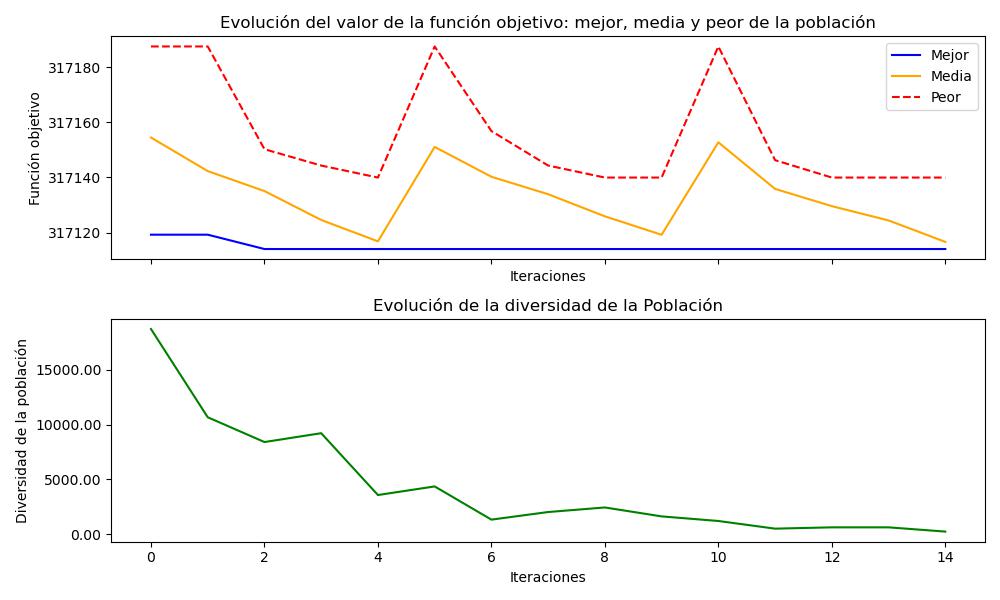 Evolución del valor de la función objetivo: mejor, media y peor de la población
Función objetivo
317180
317160
317140
317120
Mejor
Media
Peor
Iteraciones
Evolución de la diversidad de la Población
Diversidad de la población
15000.00
10000.00
5000.00
0.00
0 2 4 6 8 10 12 14
Iteraciones